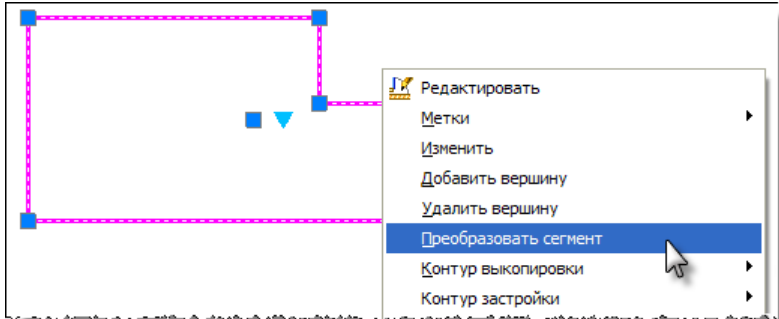 Редактировать
Метки
Изменить
Добавить вершину
Удалить вершину
Преобразовать сегмент
Контур выкопировки
Контур застройки